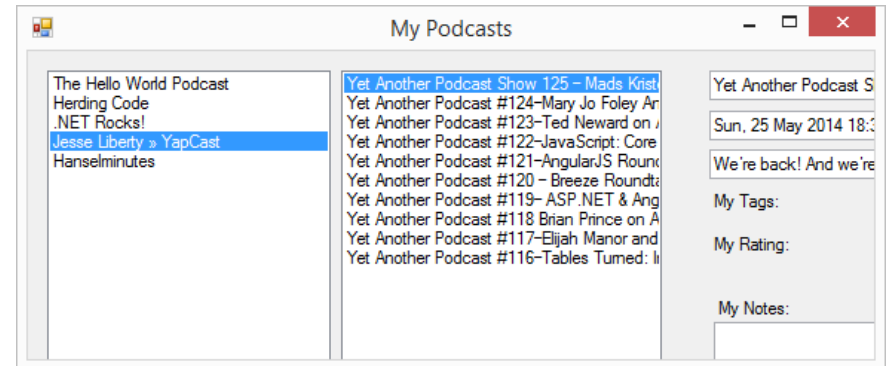 My Podcasts
The Hello World Podcast
Herding Code
.NET Rocks!
Jesse Liberty » YapCast
Hanselminutes
Yet Another Podcast Show 125 – Mads Krist
Yet Another Podcast #124–Mary Jo Foley Ar
Yet Another Podcast #123–Ted Neward on
Yet Another Podcast #122–JavaScript: Core
Yet Another Podcast #121–AngularJS Roun
Yet Another Podcast #120 – Breeze Roundta
Yet Another Podcast #119– ASP.NET & Ang
Yet Another Podcast #118 Brian Prince on A
Yet Another Podcast #117–Elijah Manor and
Yet Another Podcast #116–Tables Turned: I
Yet Another Podcast S
Sun, 25 May 2014 18:3
We're back! And we're
My Tags:
My Rating:
My Notes: